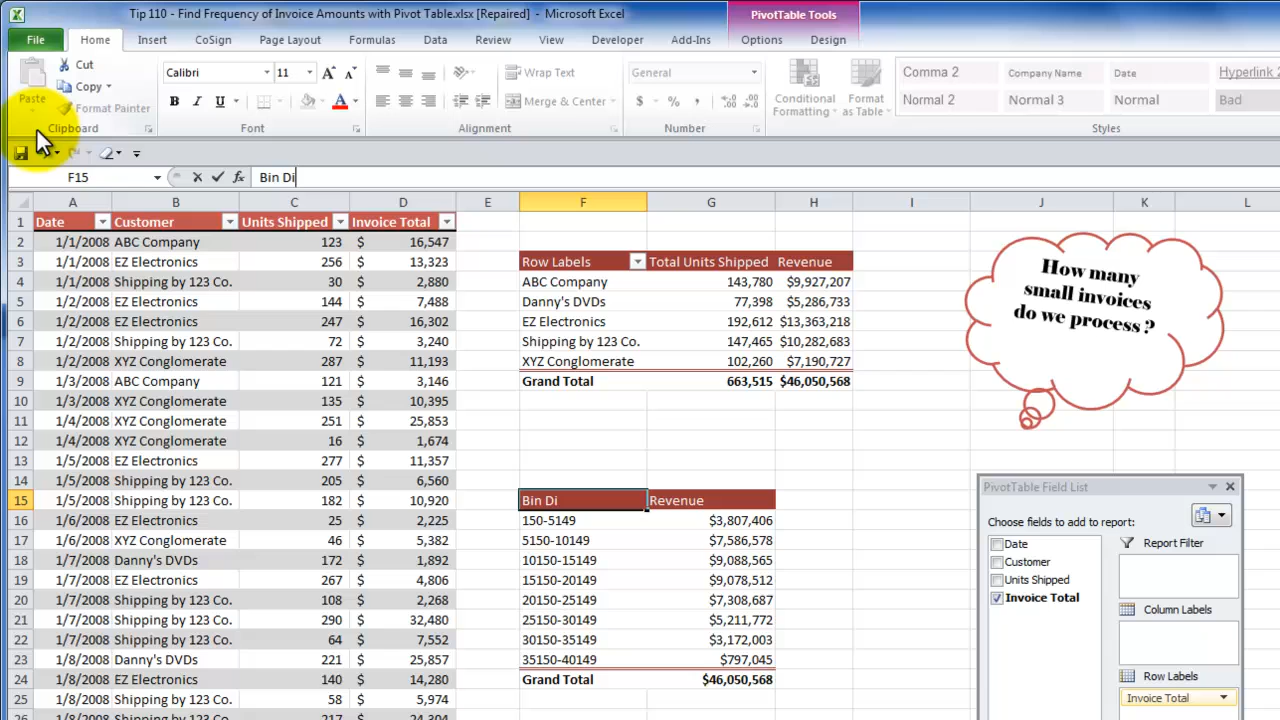 Tip 110 - Find Frequency of Invoice Amounts with Pivot Table.xlsx [Repaired] - Microsoft Excel
PivotTable Tools
File Home Insert CoSign Page Layout Formulas Data Review View Developer Add-Ins Options Design
Paste
Cut
Copy
Format Painter
Clipboard
Calibri 11
B I U A
Font
Wrap Text
Merge & Center
Alignment
General
$ % ,
Number
Conditional Formatting
Format as Table
Comma 2 Company Name Date Hyperlink 2
Normal 2 Normal 3 Normal Bad
Styles
F15 fx Bin Di
A B C D E F G H I J K L
1 Date Customer Units Shipped Invoice Total
2 1/1/2008 ABC Company 123 $ 16,547
3 1/1/2008 EZ Electronics 256 $ 13,323 Row Labels Total Units Shipped Revenue
4 1/1/2008 Shipping by 123 Co. 30 $ 2,880 ABC Company 143,780 $9,927,207
5 1/2/2008 EZ Electronics 144 $ 7,488 Danny's DVDs 77,398 $5,286,733
6 1/2/2008 EZ Electronics 247 $ 16,302 EZ Electronics 192,612 $13,363,218
7 1/2/2008 Shipping by 123 Co. 72 $ 3,240 Shipping by 123 Co. 147,465 $10,282,683
8 1/2/2008 XYZ Conglomerate 287 $ 11,193 XYZ Conglomerate 102,260 $7,190,727
9 1/3/2008 ABC Company 121 $ 3,146 Grand Total 663,515 $46,050,568
10 1/3/2008 XYZ Conglomerate 135 $ 10,395
11 1/4/2008 XYZ Conglomerate 251 $ 25,853
12 1/4/2008 XYZ Conglomerate 16 $ 1,674
13 1/5/2008 EZ Electronics 277 $ 11,357
14 1/5/2008 Shipping by 123 Co. 205 $ 6,560
15 1/5/2008 Shipping by 123 Co. 182 $ 10,920 Bin Di Revenue
16 1/6/2008 EZ Electronics 25 $ 2,225 150-5149 $3,807,406
17 1/6/2008 XYZ Conglomerate 46 $ 5,382 5150-10149 $7,586,578
18 1/7/2008 Danny's DVDs 172 $ 1,892 10150-15149 $9,088,565
19 1/7/2008 EZ Electronics 267 $ 4,806 15150-20149 $9,078,512
20 1/7/2008 Shipping by 123 Co. 108 $ 2,268 20150-25149 $7,308,687
21 1/7/2008 Shipping by 123 Co. 290 $ 32,480 25150-30149 $5,211,772
22 1/7/2008 Shipping by 123 Co. 64 $ 7,552 30150-35149 $3,172,003
23 1/8/2008 Danny's DVDs 221 $ 25,857 35150-40149 $797,045
24 1/8/2008 EZ Electronics 140 $ 14,280 Grand Total $46,050,568
25 1/8/2008 Shipping by 123 Co. 58 $ 5,974
26 1/8/2008 Shipping by 123 Co. 217 $ 24,304
How many
small invoices
do we process ?
PivotTable Field List
Choose fields to add to report:
Date
Customer
Units Shipped
Invoice Total
Report Filter
Column Labels
Row Labels
Invoice Total